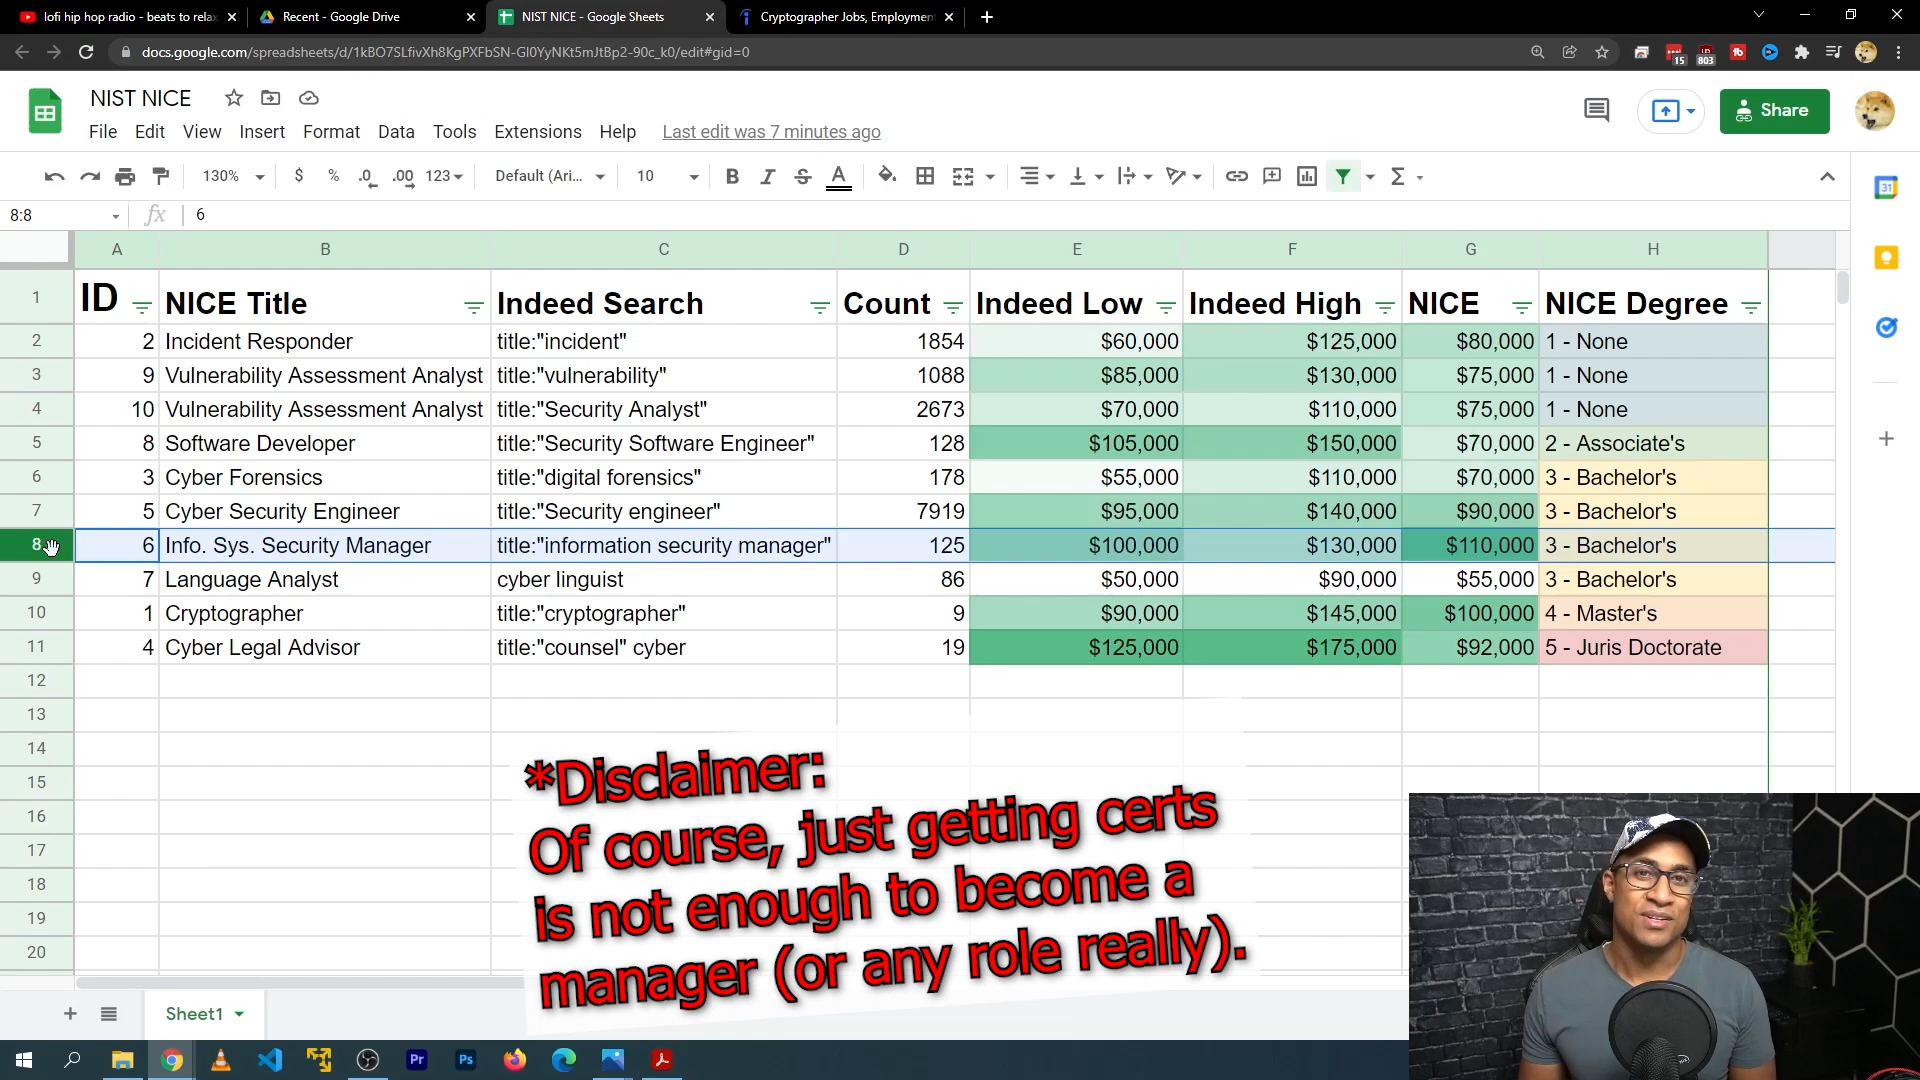 lofi hip hop radio - beats to relax
Recent - Google Drive
NIST NICE - Google Sheets
Cryptographer Jobs, Employment
docs.google.com/spreadsheets/d/1kBO7SLfivXh8KgPXFbSN-Gl0YyNKt5mJtBp2-90c_k0/edit#gid=0
15
803
NIST NICE
Share
File Edit View Insert Format Data Tools Extensions Help Last edit was 7 minutes ago
130% $ % .0 .00 123 Default (Ari... 10 B I S A Σ
31
8:8 fx 6
A B C D E F G H
1 ID NICE Title Indeed Search Count Indeed Low Indeed High NICE NICE Degree
2 2 Incident Responder title:"incident" 1854 $60,000 $125,000 $80,000 1 - None
3 9 Vulnerability Assessment Analyst title:"vulnerability" 1088 $85,000 $130,000 $75,000 1 - None
4 10 Vulnerability Assessment Analyst title:"Security Analyst" 2673 $70,000 $110,000 $75,000 1 - None
5 8 Software Developer title:"Security Software Engineer" 128 $105,000 $150,000 $70,000 2 - Associate's
6 3 Cyber Forensics title:"digital forensics" 178 $55,000 $110,000 $70,000 3 - Bachelor's
7 5 Cyber Security Engineer title:"Security engineer" 7919 $95,000 $140,000 $90,000 3 - Bachelor's
8 6 Info. Sys. Security Manager title:"information security manager" 125 $100,000 $130,000 $110,000 3 - Bachelor's
9 7 Language Analyst cyber linguist 86 $50,000 $90,000 $55,000 3 - Bachelor's
10 1 Cryptographer title:"cryptographer" 9 $90,000 $145,000 $100,000 4 - Master's
11 4 Cyber Legal Advisor title:"counsel" cyber 19 $125,000 $175,000 $92,000 5 - Juris Doctorate
12
13
14
15
16
17
18
19
20
*Disclaimer:
Of course, just getting certs
is not enough to become a
manager (or any role really).
Sheet1
Pr Ps